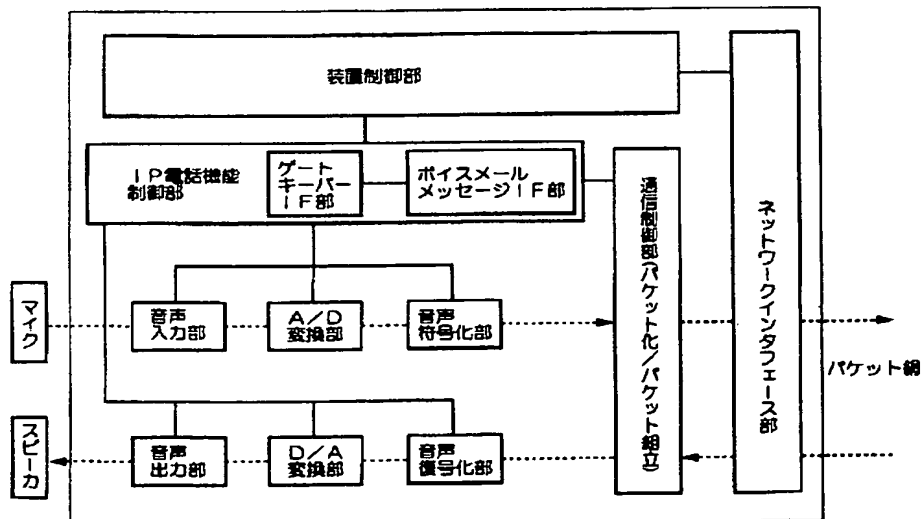 装置制御部
IP電話機能
制御部
ゲート
キーパー
IF部
ボイスメール
メッセージIF部
通信制御部(パケット化/パケット組立)
ネットワークインタフェース部
マイク
音声
入力部
A/D
変換部
音声
符号化部
パケット網
スピーカ
音声
出力部
D/A
変換部
音声
復号化部